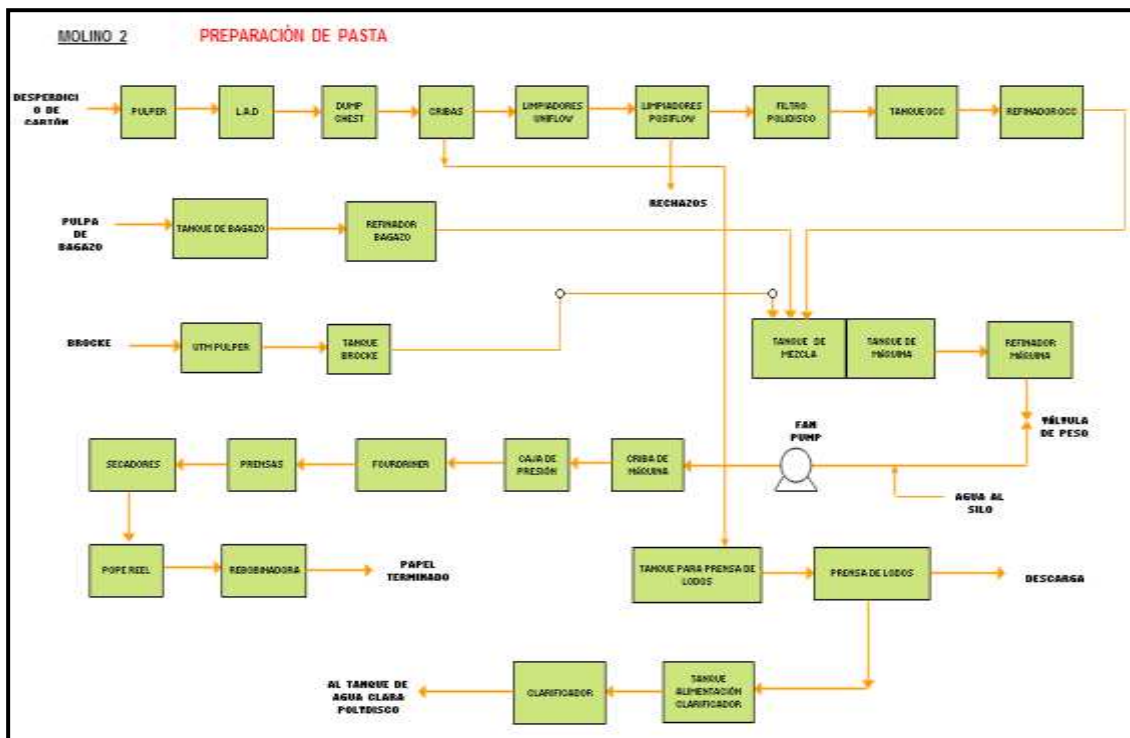 MOLINO 2
PREPARACIÓN DE PASTA
DESPERDICI
O DE
CARTÓN
PULPER
L.A.D
DUMP
CHEST
CRIBAS
LIMPIADORES
UNIFLOW
LIMPIADORES
POSIFLOW
FILTRO
POLIDISCO
TANQUE OCC
REFINADOR OCC
RECHAZOS
PULPA
DE
BAGAZO
TANQUE DE BAGAZO
REFINADOR
BAGAZO
BROCKE
UTM PULPER
TANQUE
BROCKE
TANQUE DE
MEZCLA
TANQUE DE
MÁQUINA
REFINADOR
MÁQUINA
VÁLVULA
DE PESO
FAN
PUMP
SECADORES
PRENSAS
FOURDRINER
CAJA DE
PRESIÓN
CRIBA DE
MÁQUINA
AGUA AL
SILO
POPE REEL
REBOBINADORA
PAPEL
TERMINADO
TANQUE PARA PRENSA DE
LODOS
PRENSA DE LODOS
DESCARGA
AL TANQUE DE
AGUA CLARA
POLYDISCO
CLARIFICADOR
TANQUE
ALIMENTACIÓN
CLARIFICADOR